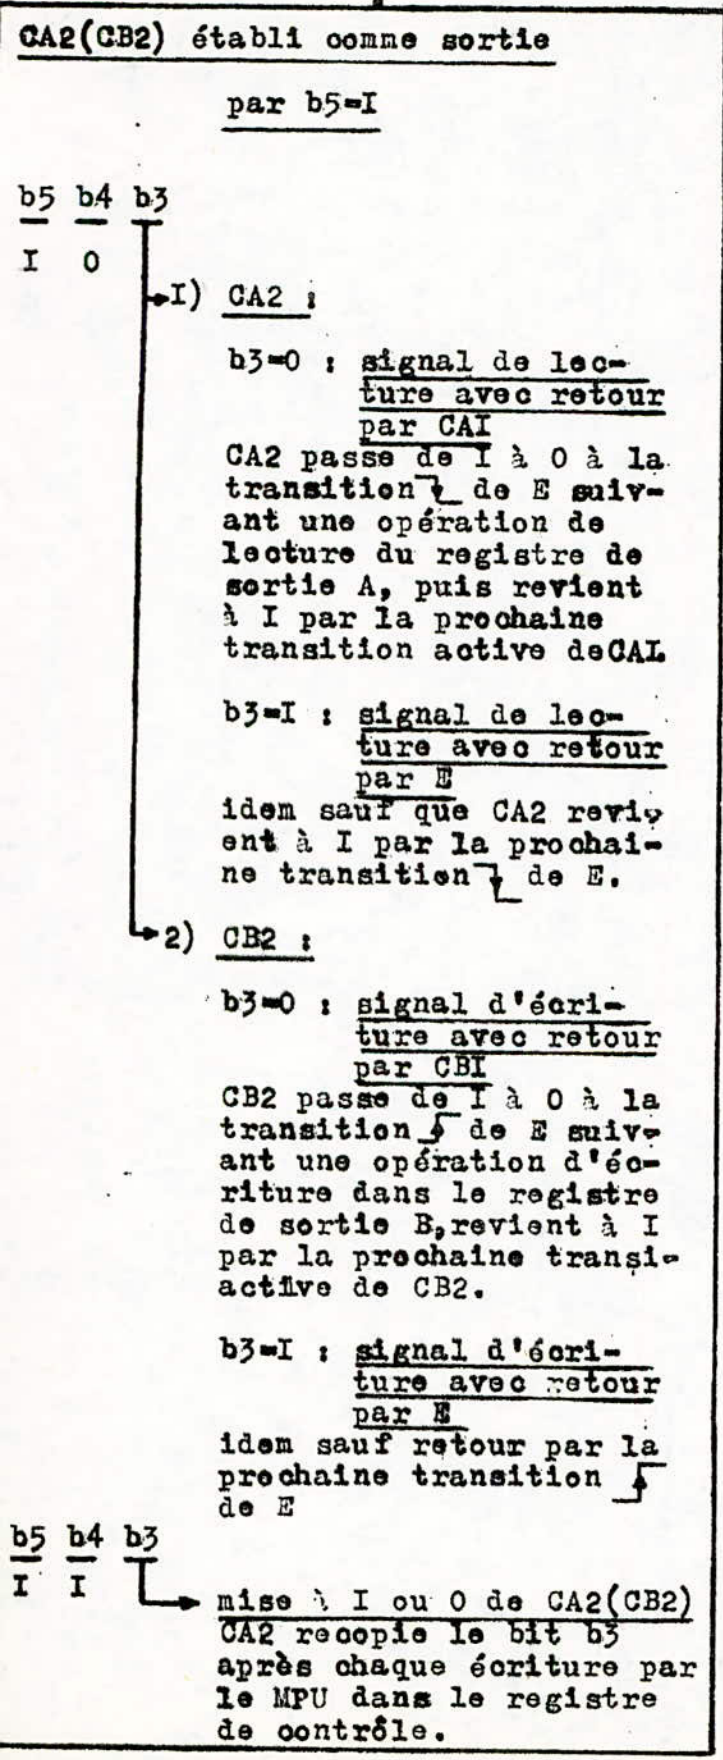 CA2(CB2) établi comme sortie
par b5=I
b5 b4 b3
I 0
I) CA2 :
b3=0 : signal de lec-
ture avec retour
par CAI
CA2 passe de I à 0 à la
transition de E suiv-
ant une opération de
lecture du registre de
sortie A, puis revient
à I par la prochaine
transition active deCAI
b3=I : signal de lec-
ture avec retour
par E
idem sauf que CA2 revi-
ent à I par la prochai-
ne transition de E.
2) CB2 :
b3=0 : signal d'écri-
ture avec retour
par CBI
CB2 passe de I à 0 à la
transition de E suiv-
ant une opération d'éc-
riture dans le registre
de sortie B,revient à I
par la prochaine transi-
active de CB2.
b3=I : signal d'écri-
ture avec retour
par E
idem sauf retour par la
prochaine transition
de E
b5 b4 b3
I I
mise à I ou 0 de CA2(CB2)
CA2 recopie le bit b3
après chaque écriture par
le MPU dans le registre
de contrôle.